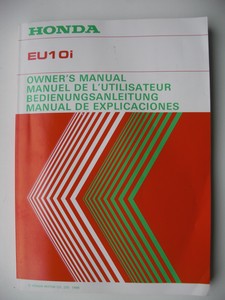 HONDA
EU10i
OWNER'S MANUAL
MANUEL DE L'UTILISATEUR
BEDIENUNGSANLEITUNG
MANUAL DE EXPLICACIONES